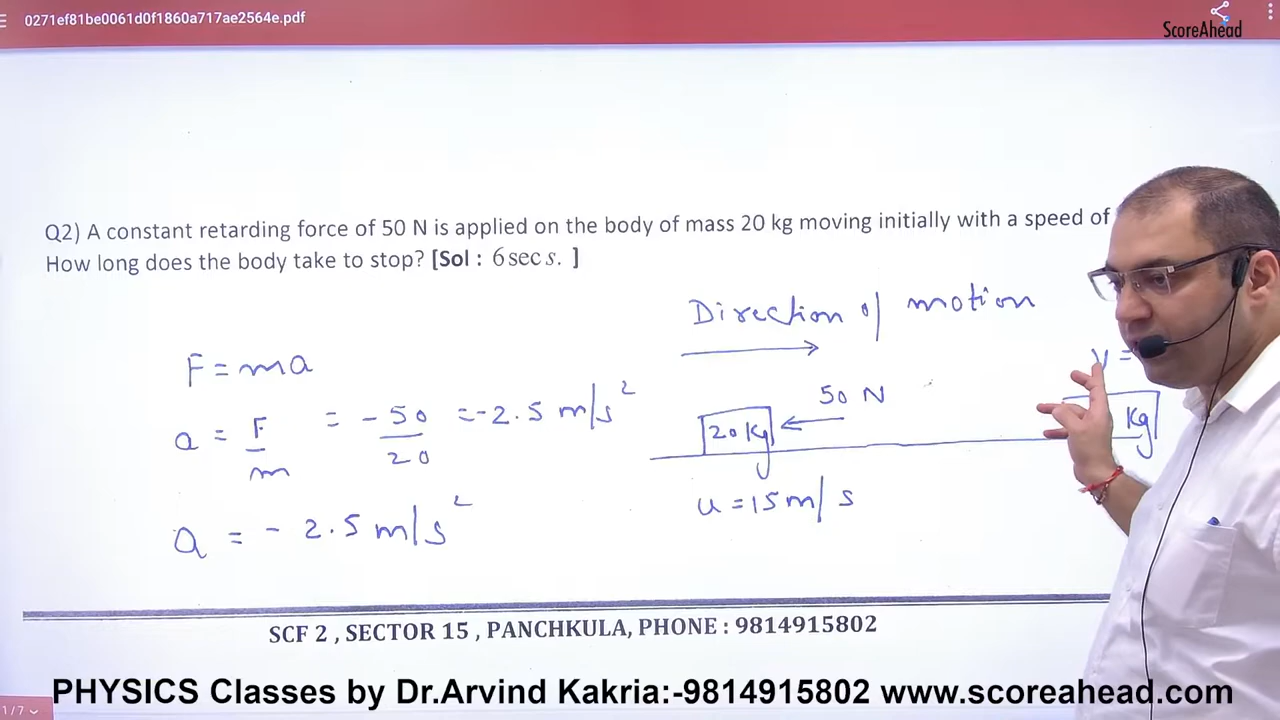 0271ef81be0061d0f1860a717ae2564e.pdf
ScoreAhead
Q2) A constant retarding force of 50 N is applied on the body of mass 20 kg moving initially with a speed of
How long does the body take to stop? [Sol : 6 sec s. ]
Direction of motion
F = ma
a = F/m = -50/20 = -2.5 m/s²
50 N
20 Kg
v =
Kg
u = 15 m/s
a = - 2.5 m/s²
SCF 2 , SECTOR 15 , PANCHKULA, PHONE : 9814915802
PHYSICS Classes by Dr.Arvind Kakria:-9814915802 www.scoreahead.com
1/7